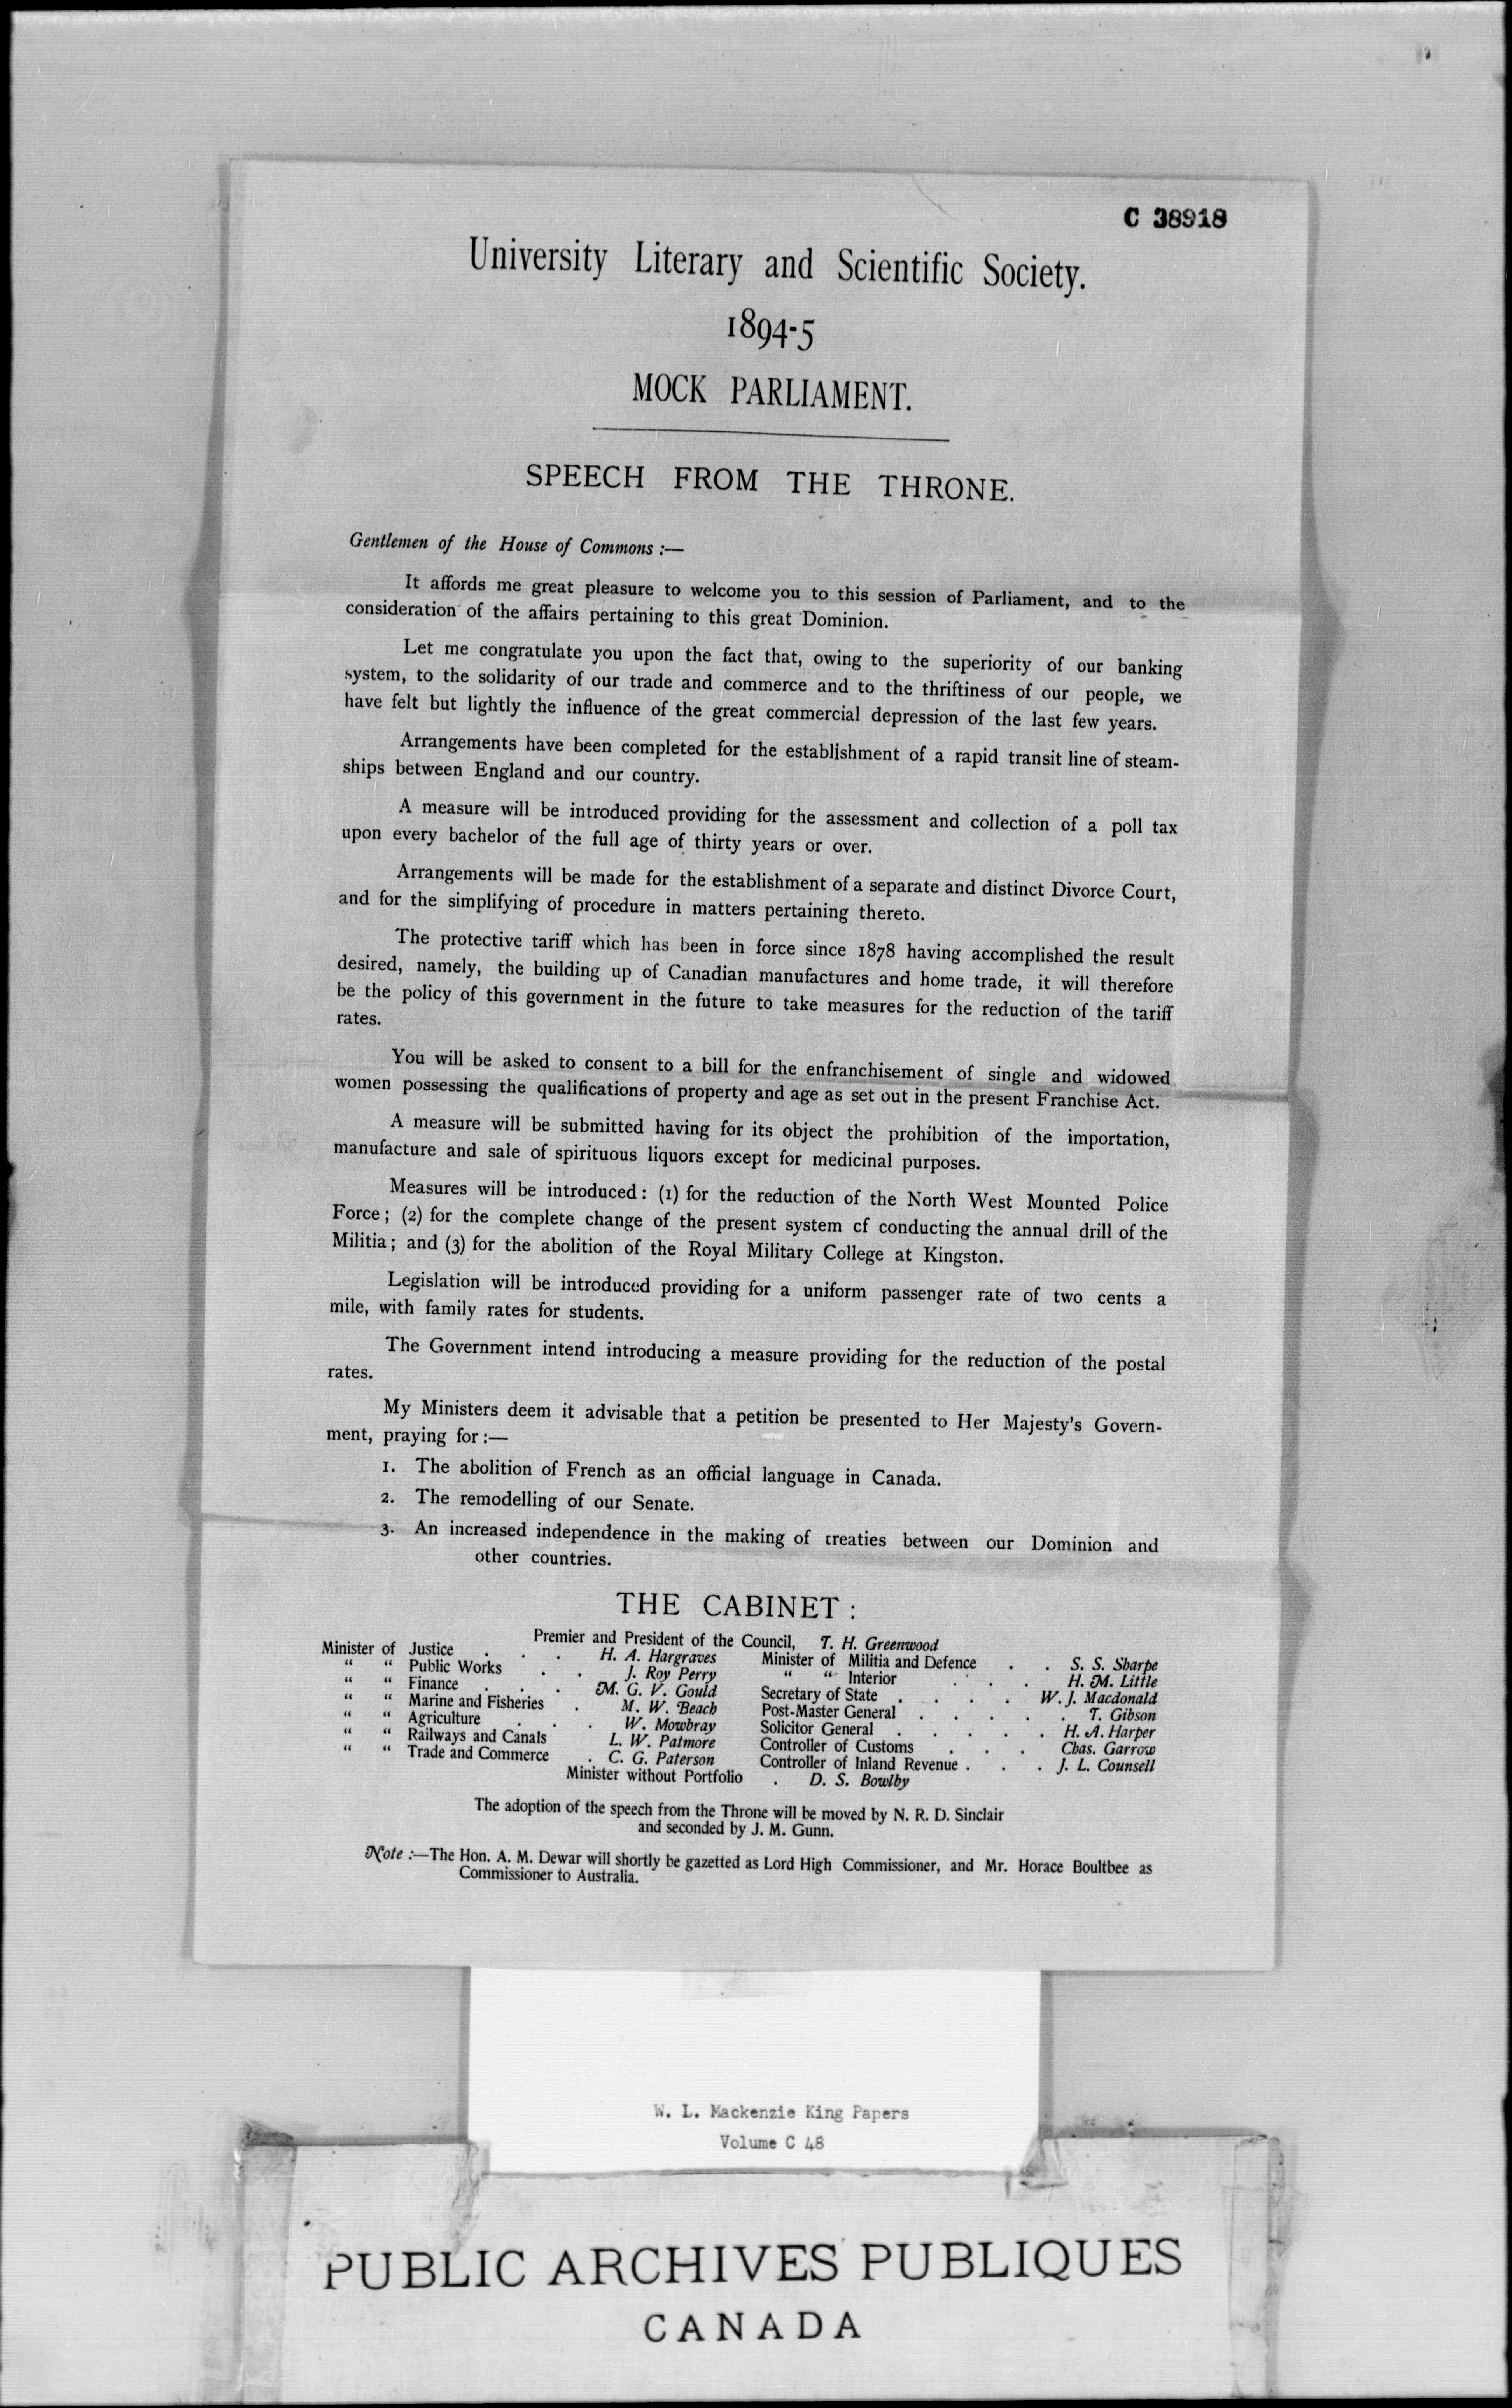 C 38918
University Literary and Scientific Society.
1894-5
MOCK PARLIAMENT.
SPEECH FROM THE THRONE.
Gentlemen of the House of Commons :—
It affords me great pleasure to welcome you to this session of Parliament, and to the
consideration of the affairs pertaining to this great Dominion.
Let me congratulate you upon the fact that, owing to the superiority of our banking
system, to the solidarity of our trade and commerce and to the thriftiness of our people, we
have felt but lightly the influence of the great commercial depression of the last few years.
Arrangements have been completed for the establishment of a rapid transit line of steam-
ships between England and our country.
A measure will be introduced providing for the assessment and collection of a poll tax
upon every bachelor of the full age of thirty years or over.
Arrangements will be made for the establishment of a separate and distinct Divorce Court,
and for the simplifying of procedure in matters pertaining thereto.
The protective tariff which has been in force since 1878 having accomplished the result
desired, namely, the building up of Canadian manufactures and home trade, it will therefore
be the policy of this government in the future to take measures for the reduction of the tariff
rates.
You will be asked to consent to a bill for the enfranchisement of single and widowed
women possessing the qualifications of property and age as set out in the present Franchise Act.
A measure will be submitted having for its object the prohibition of the importation,
manufacture and sale of spirituous liquors except for medicinal purposes.
Measures will be introduced: (1) for the reduction of the North West Mounted Police
Force; (2) for the complete change of the present system cf conducting the annual drill of the
Militia; and (3) for the abolition of the Royal Military College at Kingston.
Legislation will be introduced providing for a uniform passenger rate of two cents a
mile, with family rates for students.
The Government intend introducing a measure providing for the reduction of the postal
rates.
My Ministers deem it advisable that a petition be presented to Her Majesty's Govern-
ment, praying for :—
1. The abolition of French as an official language in Canada.
2. The remodelling of our Senate.
3. An increased independence in the making of treaties between our Dominion and
other countries.
THE CABINET :
Premier and President of the Council, T. H. Greenwood
Minister of Justice . . . H. A. Hargraves
" " Public Works . . J. Roy Perry
" " Finance . . . M. G. V. Gould
" " Marine and Fisheries . M. W. Beach
" " Agriculture . . . W. Mowbray
" " Railways and Canals L. W. Patmore
" " Trade and Commerce . C. G. Paterson
Minister of Militia and Defence . . S. S. Sharpe
" " Interior . . . H. M. Little
Secretary of State . . . . W. J. Macdonald
Post-Master General . . . . . T. Gibson
Solicitor General . . . . . H. A. Harper
Controller of Customs . . . Chas. Garrow
Controller of Inland Revenue . . . J. L. Counsell
Minister without Portfolio . D. S. Bowlby
The adoption of the speech from the Throne will be moved by N. R. D. Sinclair
and seconded by J. M. Gunn.
Note :—The Hon. A. M. Dewar will shortly be gazetted as Lord High Commissioner, and Mr. Horace Boultbee as
Commissioner to Australia.
W. L. Mackenzie King Papers
Volume C 48
PUBLIC ARCHIVES PUBLIQUES
CANADA